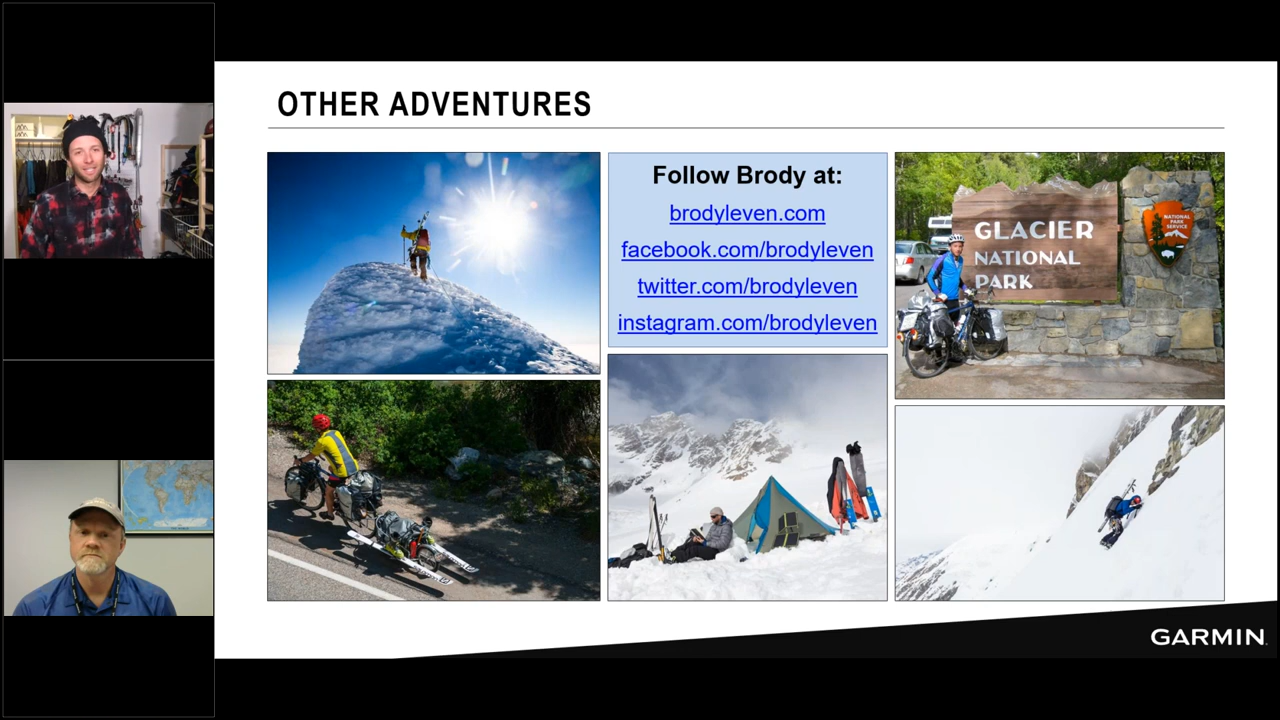 OTHER ADVENTURES
Follow Brody at:
brodyleven.com
facebook.com/brodyleven
twitter.com/brodyleven
instagram.com/brodyleven
GLACIER
NATIONAL
PARK
NATIONAL
PARK
SERVICE
GARMIN